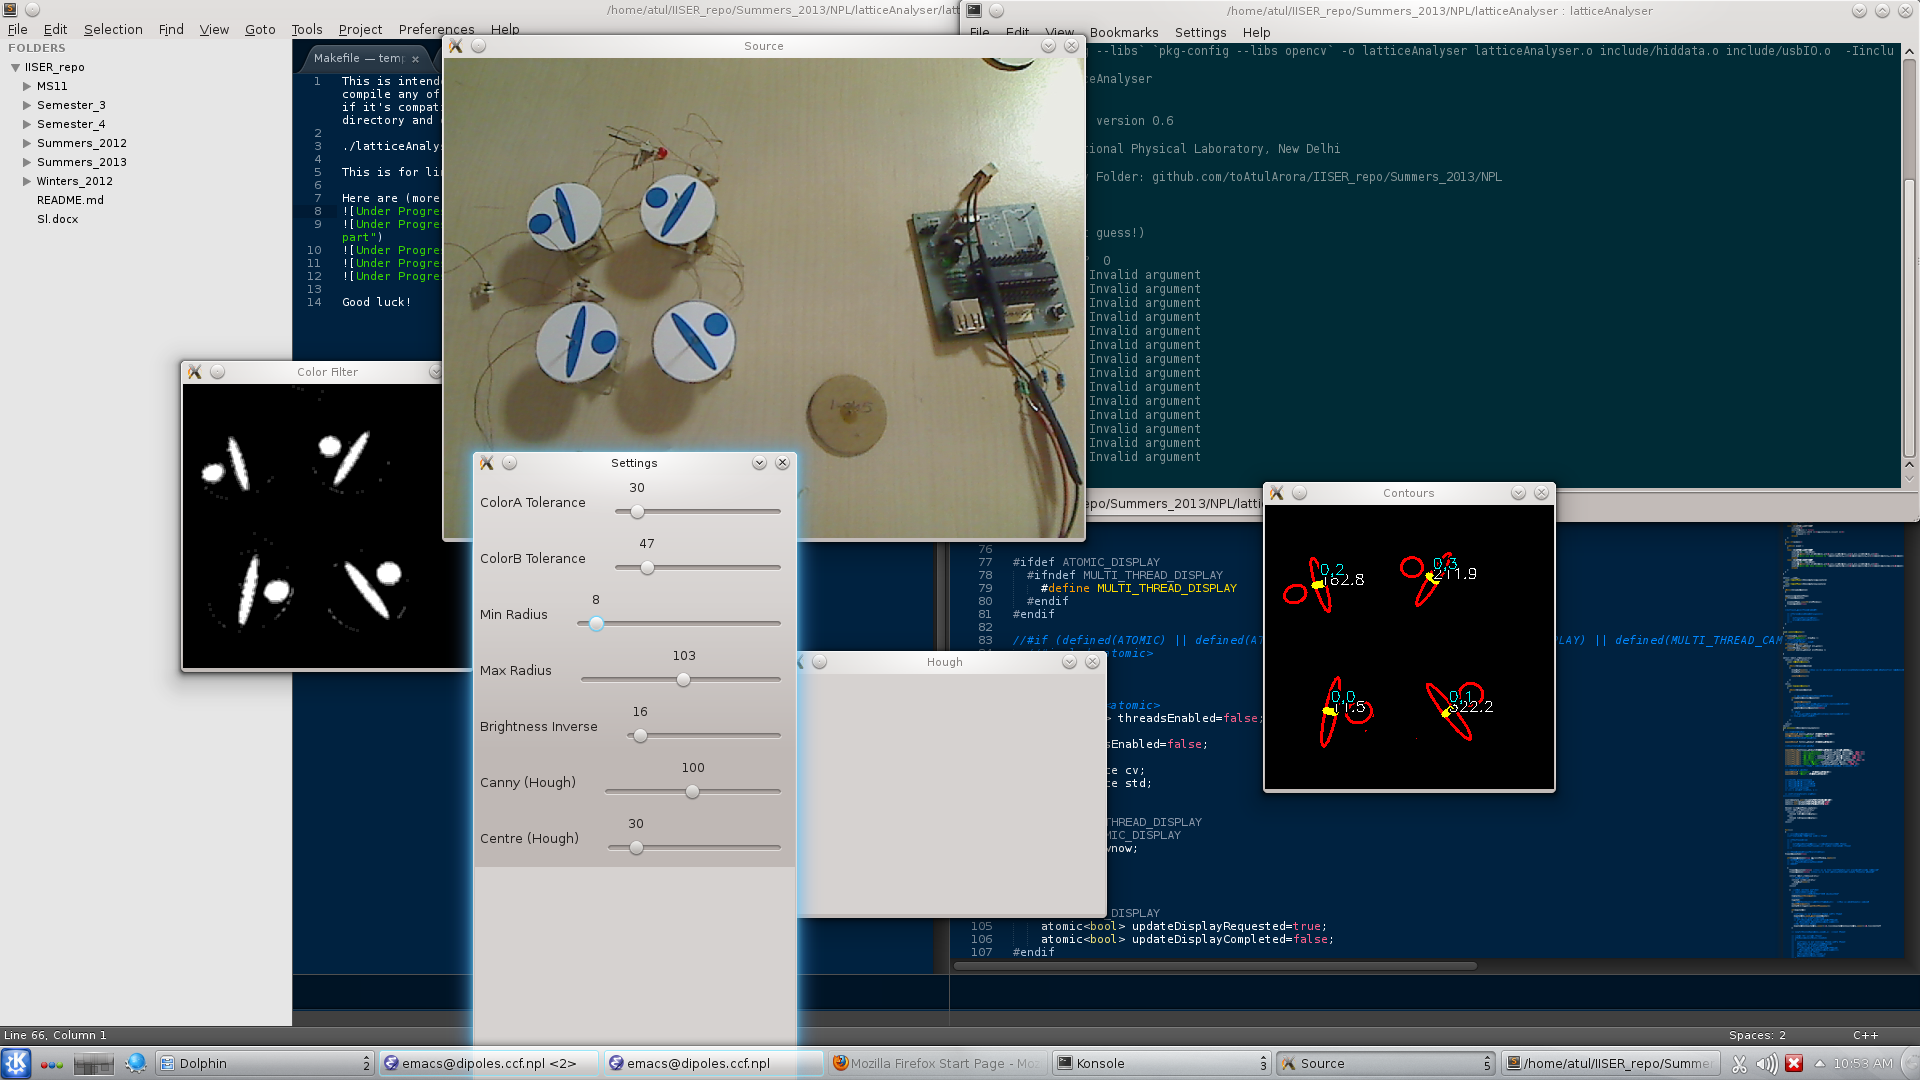 /home/atul/IISER_repo/Summers_2013/NPL/latticeAnalyser/lat
/home/atul/IISER_repo/Summers_2013/NPL/latticeAnalyser : latticeAnalyser
File Edit Selection Find View Goto Tools Project Preferences Help
File Edit View Bookmarks Settings Help
FOLDERS
IISER_repo
MS11
Semester_3
Semester_4
Summers_2012
Summers_2013
Winters_2012
README.md
Sl.docx
Makefile — tem
1 This is intend
compile any of
if it's compat
directory and
2
3 ./latticeAnaly
4
5 This is for li
6
7 Here are (more
8 ![Under Progre
9 ![Under Progre
part")
10 ![Under Progre
11 ![Under Progre
12 ![Under Progre
13
14 Good luck!
Source
--libs` `pkg-config --libs opencv` -o latticeAnalyser latticeAnalyser.o include/hiddata.o include/usbIO.o -Iinclu
eAnalyser
version 0.6
ional Physical Laboratory, New Delhi
Folder: github.com/toAtulArora/IISER_repo/Summers_2013/NPL
guess!)
? 0
Invalid argument
Invalid argument
Invalid argument
Invalid argument
Invalid argument
Invalid argument
Invalid argument
Invalid argument
Invalid argument
Invalid argument
Invalid argument
Invalid argument
Invalid argument
Invalid argument
epo/Summers_2013/NPL/latti
Color Filter
Settings
ColorA Tolerance 30
ColorB Tolerance 47
Min Radius 8
Max Radius 103
Brightness Inverse 16
Canny (Hough) 100
Centre (Hough) 30
Hough
Contours
0,2
162.8
0,3
211.9
0,0
11.5
0,1
322.2
76
77 #ifdef ATOMIC_DISPLAY
78 #ifndef MULTI_THREAD_DISPLAY
79 #define MULTI_THREAD_DISPLAY
80 #endif
81 #endif
82
83 //#if (defined(ATOMIC) || defined(AT
PLAY) || defined(MULTI_THREAD_CAM
atomic>
> threadsEnabled=false;
sEnabled=false;
ce cv;
ce std;
HREAD_DISPLAY
IC_DISPLAY
wnow;
_DISPLAY
105 atomic<bool> updateDisplayRequested=true;
106 atomic<bool> updateDisplayCompleted=false;
107 #endif
Line 66, Column 1
Spaces: 2
C++
Dolphin 2
emacs@dipoles.ccf.npl <2>
emacs@dipoles.ccf.npl
Mozilla Firefox Start Page - Mo
Konsole 3
Source 5
/home/atul/IISER_repo/Summe
10:53 AM